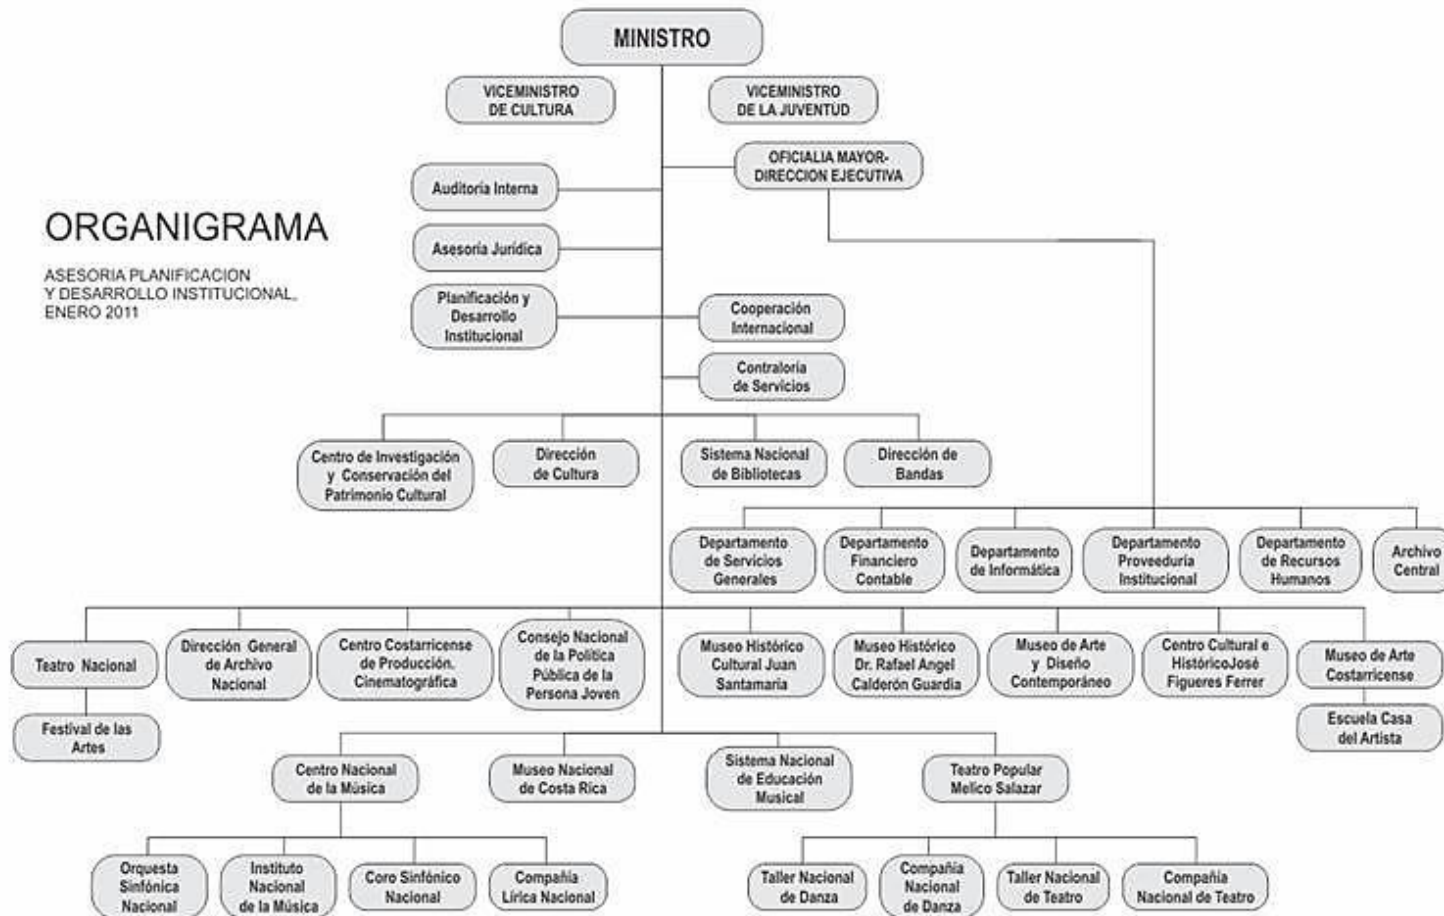 MINISTRO
VICEMINISTRO
DE CULTURA
VICEMINISTRO
DE LA JUVENTUD
OFICIALIA MAYOR-
DIRECCION EJECUTIVA
Auditoría Interna
ORGANIGRAMA
ASESORIA PLANIFICACION
Y DESARROLLO INSTITUCIONAL,
ENERO 2011
Asesoría Jurídica
Planificación y
Desarrollo
Institucional
Cooperación
Internacional
Contraloría
de Servicios
Centro de Investigación
y Conservación del
Patrimonio Cultural
Dirección
de Cultura
Sistema Nacional
de Bibliotecas
Dirección de
Bandas
Departamento
de Servicios
Generales
Departamento
Financiero
Contable
Departamento
de Informática
Departamento
Proveeduría
Institucional
Departamento
de Recursos
Humanos
Archivo
Central
Teatro Nacional
Dirección General
de Archivo
Nacional
Centro Costarricense
de Producción.
Cinematográfica
Consejo Nacional
de la Política
Pública de la
Persona Joven
Museo Histórico
Cultural Juan
Santamaría
Museo Histórico
Dr. Rafael Angel
Calderón Guardia
Museo de Arte
y Diseño
Contemporáneo
Centro Cultural e
HistóricoJosé
Figueres Ferrer
Museo de Arte
Costarricense
Festival de las
Artes
Escuela Casa
del Artista
Centro Nacional
de la Música
Museo Nacional
de Costa Rica
Sistema Nacional
de Educación
Musical
Teatro Popular
Melico Salazar
Orquesta
Sinfónica
Nacional
Instituto
Nacional
de la Música
Coro Sinfónico
Nacional
Compañía
Lírica Nacional
Taller Nacional
de Danza
Compañía
Nacional
de Danza
Taller Nacional
de Teatro
Compañía
Nacional de Teatro